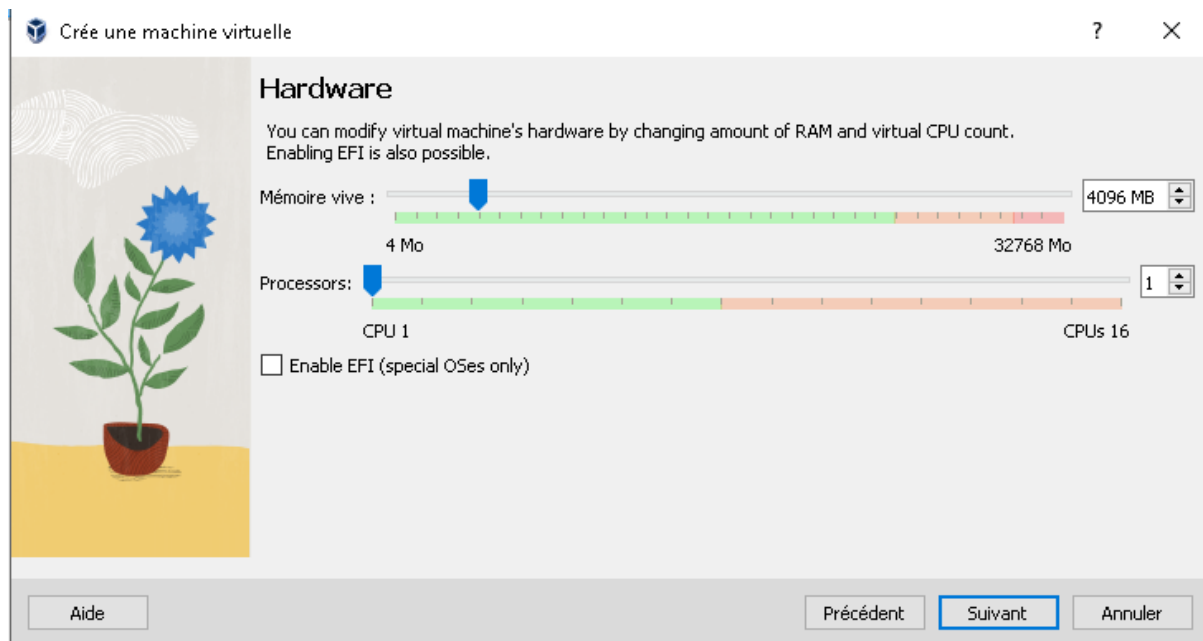 Crée une machine virtuelle
?
Hardware
You can modify virtual machine's hardware by changing amount of RAM and virtual CPU count.
Enabling EFI is also possible.
Mémoire vive :
4096 MB
4 Mo
32768 Mo
Processors:
1
CPU 1
CPUs 16
Enable EFI (special OSes only)
Aide
Précédent
Suivant
Annuler